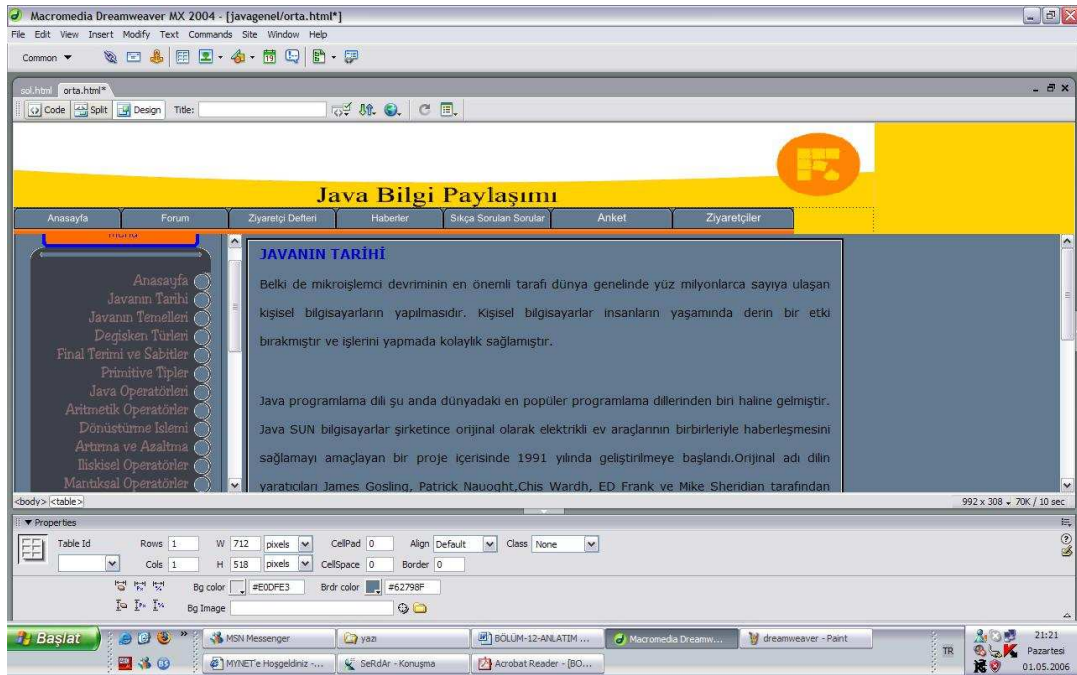 Macromedia Dreamweaver MX 2004 - [javagenel/orta.html*]
File Edit View Insert Modify Text Commands Site Window Help
Common
sol.html orta.html*
Code Split Design Title:
Java Bilgi Paylaşımı
Anasayfa Forum Ziyaretçi Defteri Haberler Sıkça Sorulan Sorular Anket Ziyaretçiler
menu
Anasayfa
Javanın Tarihi
Javanın Temelleri
Degisken Türleri
Final Terimi ve Sabitler
Primitive Tipler
Java Operatörleri
Aritmetik Operatörler
Dönüstürme Islemi
Artırma ve Azaltma
Iliskisel Operatörler
Mantıksal Operatörler
JAVANIN TARİHİ
Belki de mikroişlemci devriminin en önemli tarafı dünya genelinde yüz milyonlarca sayıya ulaşan
kişisel bilgisayarların yapılmasıdır. Kişisel bilgisayarlar insanların yaşamında derin bir etki
bırakmıştır ve işlerini yapmada kolaylık sağlamıştır.
Java programlama dili şu anda dünyadaki en popüler programlama dillerinden biri haline gelmiştir.
Java SUN bilgisayarlar şirketince orijinal olarak elektrikli ev araçlarının birbirleriyle haberleşmesini
sağlamayı amaçlayan bir proje içerisinde 1991 yılında geliştirilmeye başlandı.Orijinal adı dilin
yaratıcıları James Gosling, Patrick Nauoght,Chis Wardh, ED Frank ve Mike Sheridan tarafından
<body> <table> 992 x 308 70K / 10 sec
Properties
Table Id Rows 1 W 712 pixels CellPad 0 Align Default Class None
Cols 1 H 518 pixels CellSpace 0 Border 0
Bg color #E0DFE3 Brdr color #62798F
Bg Image
Başlat MSN Messenger yazı BÖLÜM-12-ANLATIM ... Macromedia Dreamw... dreamweaver - Paint 21:21
TR Pazartesi
MYNET'e Hoşgeldiniz -... SeRdAr - Konuşma Acrobat Reader - [BO... 01.05.2006